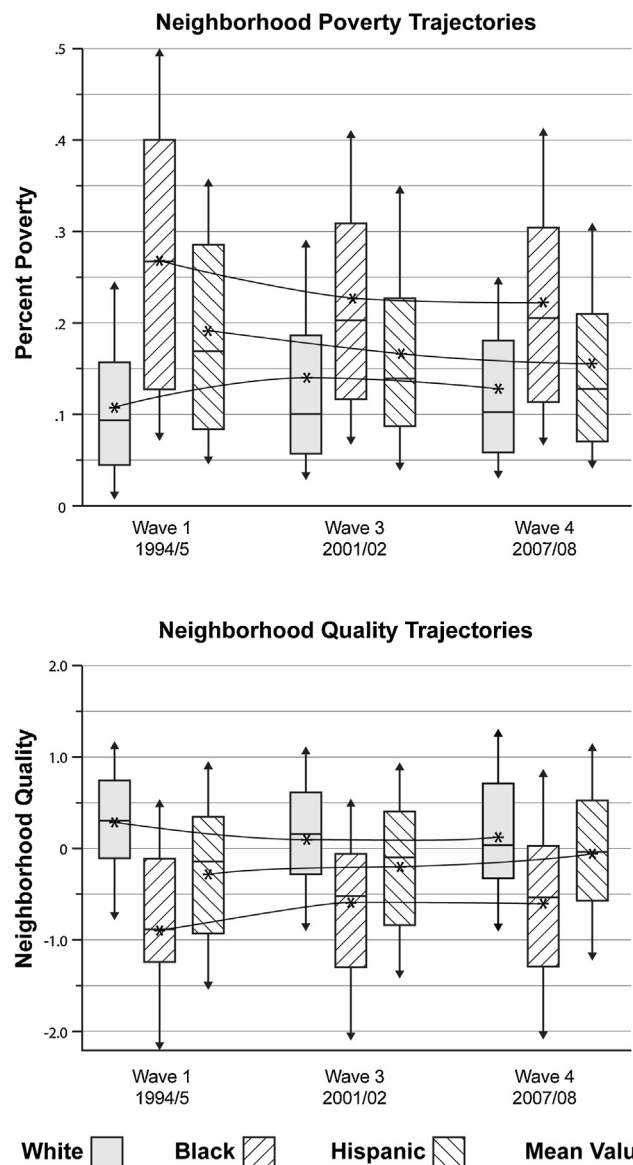 Neighborhood Poverty Trajectories
Percent Poverty
.5
.4
.3
.2
.1
0
Wave 1
1994/5
Wave 3
2001/02
Wave 4
2007/08
Neighborhood Quality Trajectories
Neighborhood Quality
2.0
1.0
0
-1.0
-2.0
Wave 1
1994/5
Wave 3
2001/02
Wave 4
2007/08
White Black Hispanic Mean Valu